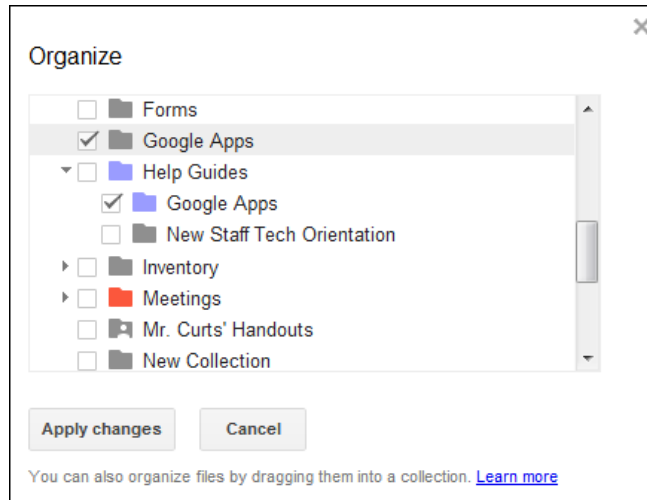 Organize
Forms
Google Apps
Help Guides
Google Apps
New Staff Tech Orientation
Inventory
Meetings
Mr. Curts' Handouts
New Collection
Apply changes Cancel
You can also organize files by dragging them into a collection. Learn more